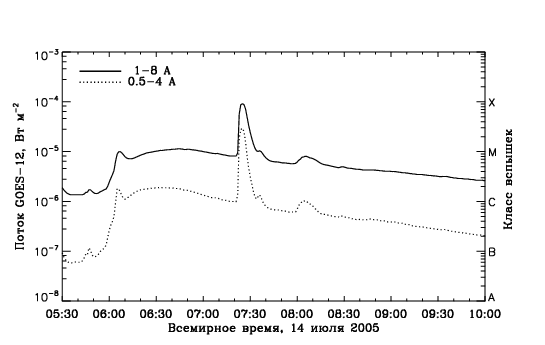 10⁻³
1−8 A
0.5−4 A
10⁻⁴
X
10⁻⁵
M
10⁻⁶
C
10⁻⁷
B
10⁻⁸
A
Поток GOES−12, Вт м⁻²
Класс вспышек
05:30 06:00 06:30 07:00 07:30 08:00 08:30 09:00 09:30 10:00
Всемирное время, 14 июля 2005